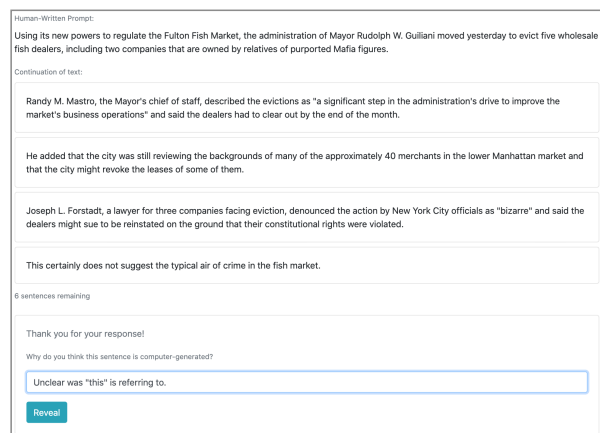 Human-Written Prompt:
Using its new powers to regulate the Fulton Fish Market, the administration of Mayor Rudolph W. Guiliani moved yesterday to evict five wholesale
fish dealers, including two companies that are owned by relatives of purported Mafia figures.
Continuation of text:
Randy M. Mastro, the Mayor's chief of staff, described the evictions as "a significant step in the administration's drive to improve the
market's business operations" and said the dealers had to clear out by the end of the month.
He added that the city was still reviewing the backgrounds of many of the approximately 40 merchants in the lower Manhattan market and
that the city might revoke the leases of some of them.
Joseph L. Forstadt, a lawyer for three companies facing eviction, denounced the action by New York City officials as "bizarre" and said the
dealers might sue to be reinstated on the ground that their constitutional rights were violated.
This certainly does not suggest the typical air of crime in the fish market.
6 sentences remaining
Thank you for your response!
Why do you think this sentence is computer-generated?
Unclear was "this" is referring to.
Reveal